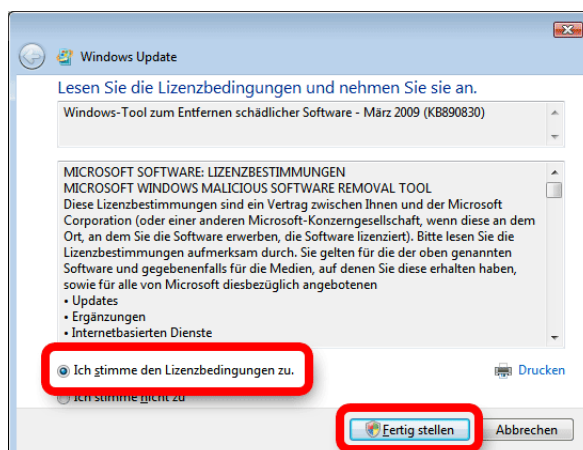 Windows Update
Lesen Sie die Lizenzbedingungen und nehmen Sie sie an.
Windows-Tool zum Entfernen schädlicher Software - März 2009 (KB890830)
MICROSOFT SOFTWARE: LIZENZBESTIMMUNGEN
MICROSOFT WINDOWS MALICIOUS SOFTWARE REMOVAL TOOL
Diese Lizenzbestimmungen sind ein Vertrag zwischen Ihnen und der Microsoft
Corporation (oder einer anderen Microsoft-Konzerngesellschaft, wenn diese an dem
Ort, an dem Sie die Software erwerben, die Software lizenziert). Bitte lesen Sie die
Lizenzbestimmungen aufmerksam durch. Sie gelten für die der oben genannten
Software und gegebenenfalls für die Medien, auf denen Sie diese erhalten haben,
sowie für alle von Microsoft diesbezüglich angebotenen
• Updates
• Ergänzungen
• Internetbasierten Dienste
Ich stimme den Lizenzbedingungen zu.
Drucken
Ich stimme nicht zu
Fertig stellen
Abbrechen